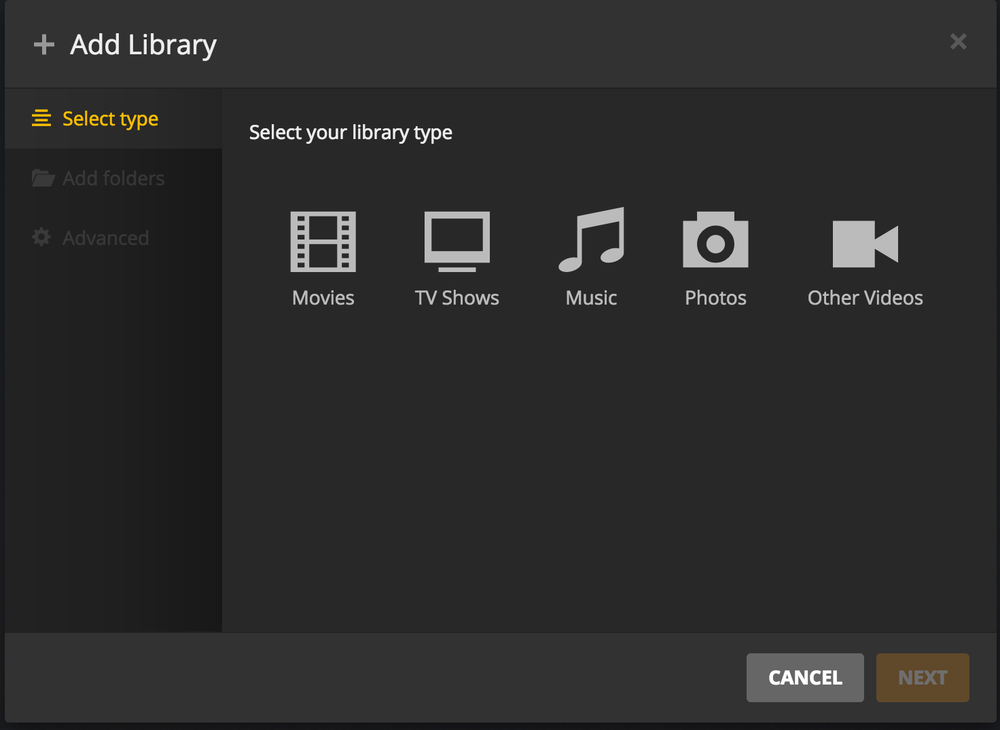 Add Library
Select type
Add folders
Advanced
Select your library type
Movies
TV Shows
Music
Photos
Other Videos
CANCEL
NEXT